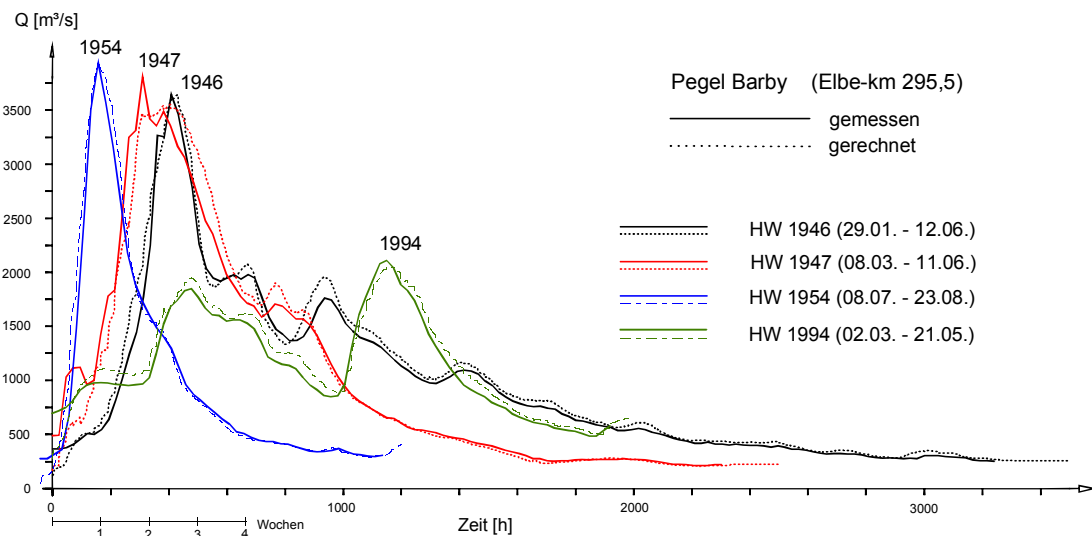 Q [m³/s]
1954
1947
1946
1994
Pegel Barby (Elbe-km 295,5)
gemessen
gerechnet
HW 1946 (29.01. - 12.06.)
HW 1947 (08.03. - 11.06.)
HW 1954 (08.07. - 23.08.)
HW 1994 (02.03. - 21.05.)
3500
3000
2500
2000
1500
1000
500
0
0 1000 2000 3000
1 2 3 4 Wochen
Zeit [h]